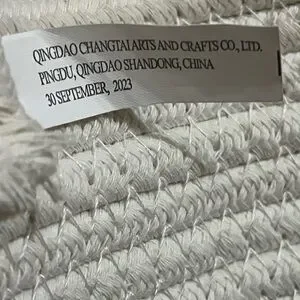 QINGDAO CHANGTAI ARTS AND CRAFTS CO., LTD.
PINGDU, QINGDAO SHANDONG, CHINA
30 SEPTEMBER, 2023